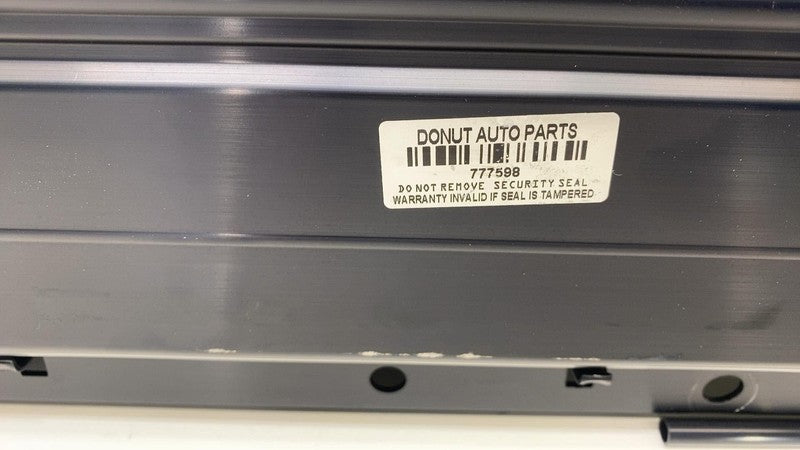 DONUT AUTO PARTS
777598
DO NOT REMOVE SECURITY SEAL
WARRANTY INVALID IF SEAL IS TAMPERED